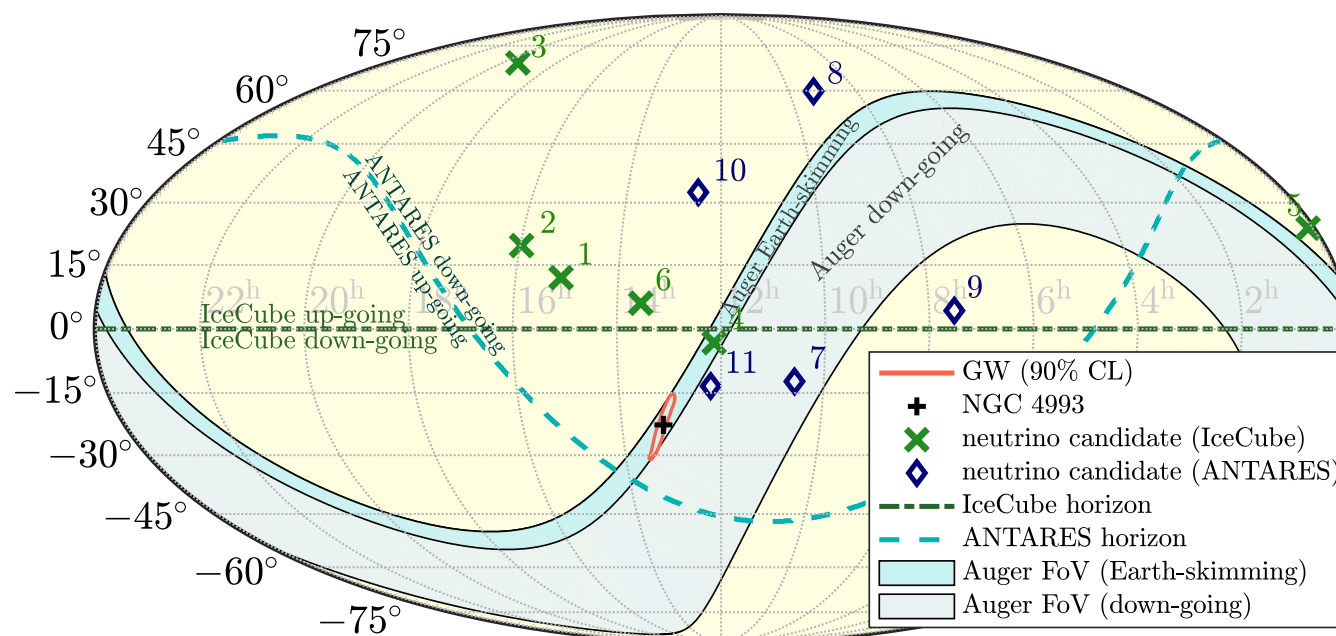 75°
60°
45°
30°
15°
0°
−15°
−30°
−45°
−60°
−75°
3
8
10
2
1
5
6
4
9
11
7
22h
20h
18h
16h
14h
12h
10h
8h
6h
4h
2h
ANTARES down-going
ANTARES up-going
IceCube up-going
IceCube down-going
Auger Earth-skimming
Auger down-going
GW (90% CL)
NGC 4993
neutrino candidate (IceCube)
neutrino candidate (ANTARES)
IceCube horizon
ANTARES horizon
Auger FoV (Earth-skimming)
Auger FoV (down-going)